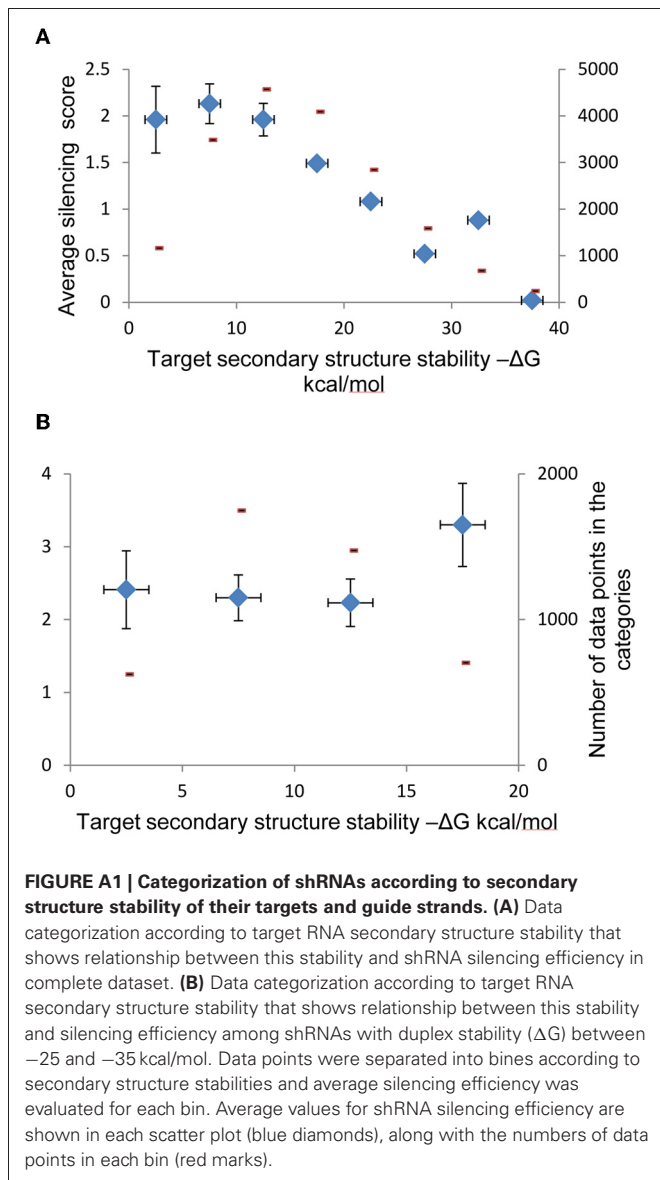 A
2.5
2
1.5
1
0.5
0
Average silencing score
5000
4000
3000
2000
1000
0
0 10 20 30 40
Target secondary structure stability –ΔG
kcal/mol
B
4
3
2
1
0
2000
1000
0
Number of data points in the
categories
0 5 10 15 20
Target secondary structure stability –ΔG kcal/mol
FIGURE A1 | Categorization of shRNAs according to secondary
structure stability of their targets and guide strands. (A) Data
categorization according to target RNA secondary structure stability that
shows relationship between this stability and shRNA silencing efficiency in
complete dataset. (B) Data categorization according to target RNA
secondary structure stability that shows relationship between this stability
and silencing efficiency among shRNAs with duplex stability (ΔG) between
−25 and −35 kcal/mol. Data points were separated into bines according to
secondary structure stabilities and average silencing efficiency was
evaluated for each bin. Average values for shRNA silencing efficiency are
shown in each scatter plot (blue diamonds), along with the numbers of data
points in each bin (red marks).